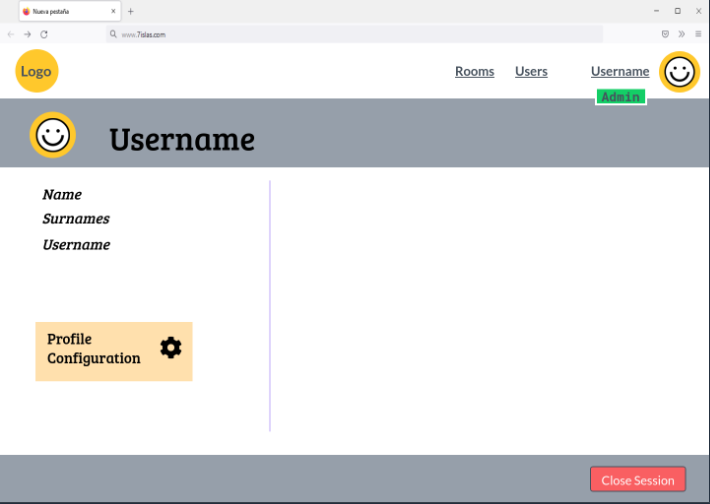 Nueva pestaña
www.7islas.com
Logo
Rooms Users Username
Admin
Username
Name
Surnames
Username
Profile
Configuration
Close Session